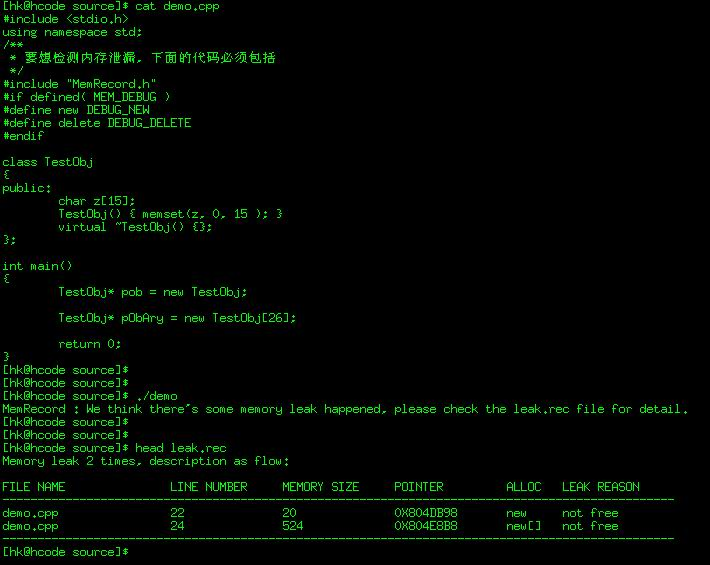 [hk@hcode source]$ cat demo.cpp
#include <stdio.h>
using namespace std;
/**
 * 要想检测内存泄漏, 下面的代码必须包括
 */
#include "MemRecord.h"
#if defined( MEM_DEBUG )
#define new DEBUG_NEW
#define delete DEBUG_DELETE
#endif
class TestObj
{
public:
        char z[15];
        TestObj() { memset(z, 0, 15 ); }
        virtual ~TestObj() {};
};
int main()
{
        TestObj* pob = new TestObj;
        TestObj* pObAry = new TestObj[26];
        return 0;
}
[hk@hcode source]$
[hk@hcode source]$
[hk@hcode source]$ ./demo
MemRecord : We think there's some memory leak happened, please check the leak.rec file for detail.
[hk@hcode source]$
[hk@hcode source]$
[hk@hcode source]$ head leak.rec
Memory leak 2 times, description as flow:
FILE NAME               LINE NUMBER     MEMORY SIZE     POINTER         ALLOC   LEAK REASON
------------------------------------------------------------------------------------------------
demo.cpp                22              20              0X804DB98       new     not free
demo.cpp                24              524             0X804E8B8       new[]   not free
------------------------------------------------------------------------------------------------
[hk@hcode source]$